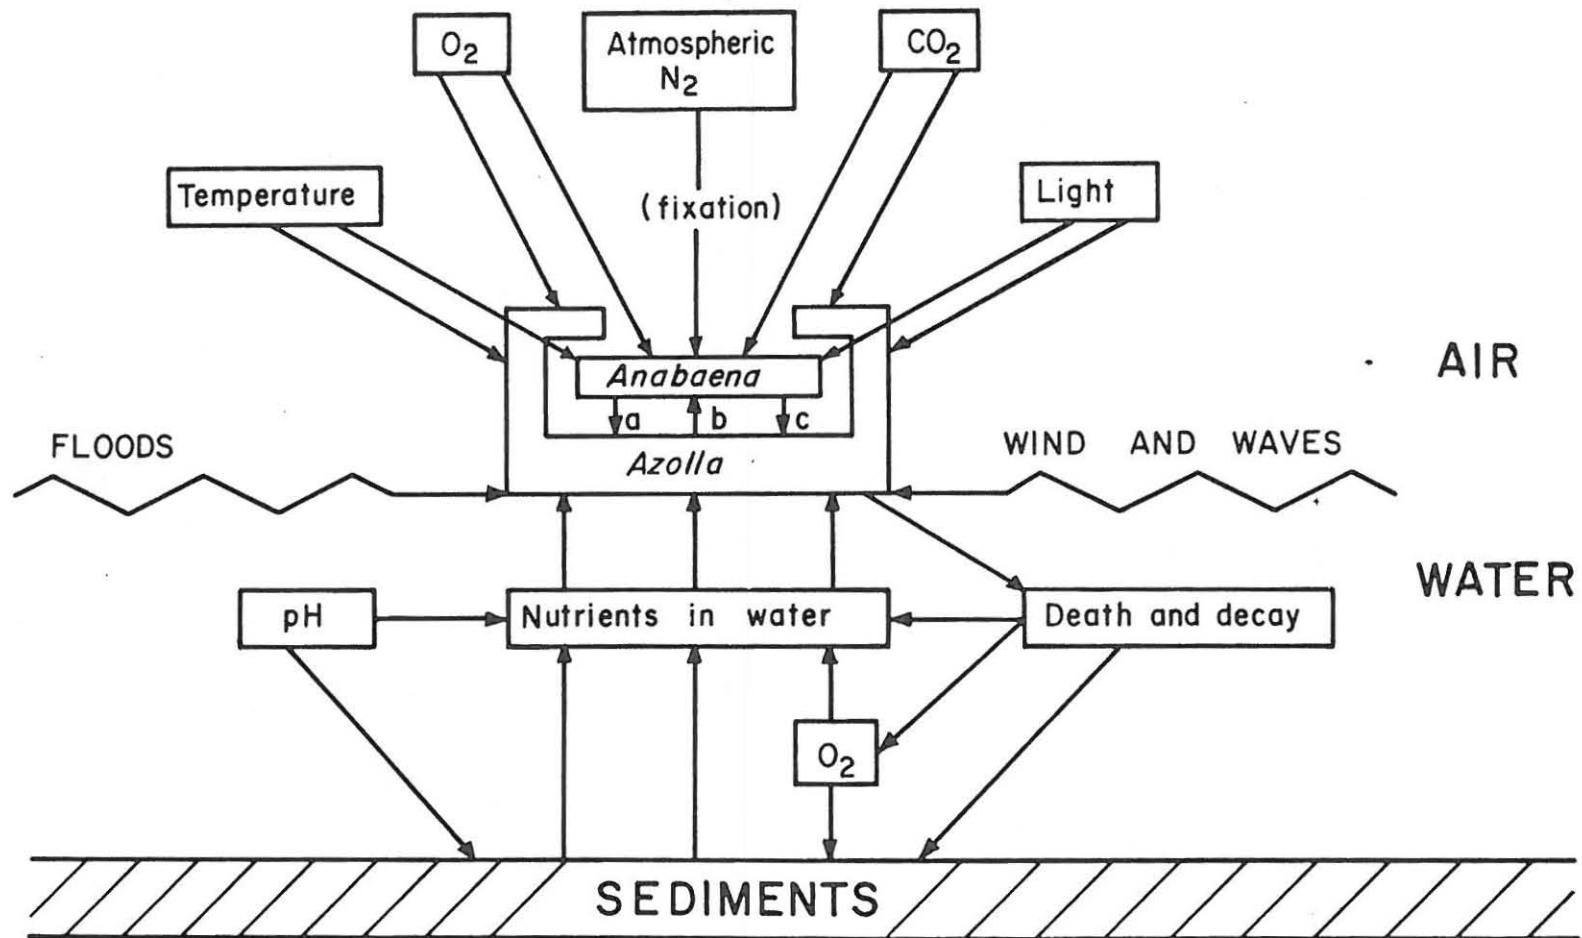 O2
Atmospheric
N2
CO2
Temperature
(fixation)
Light
Anabaena
a
b
c
Azolla
AIR
FLOODS
WIND AND WAVES
WATER
pH
Nutrients in water
Death and decay
O2
SEDIMENTS